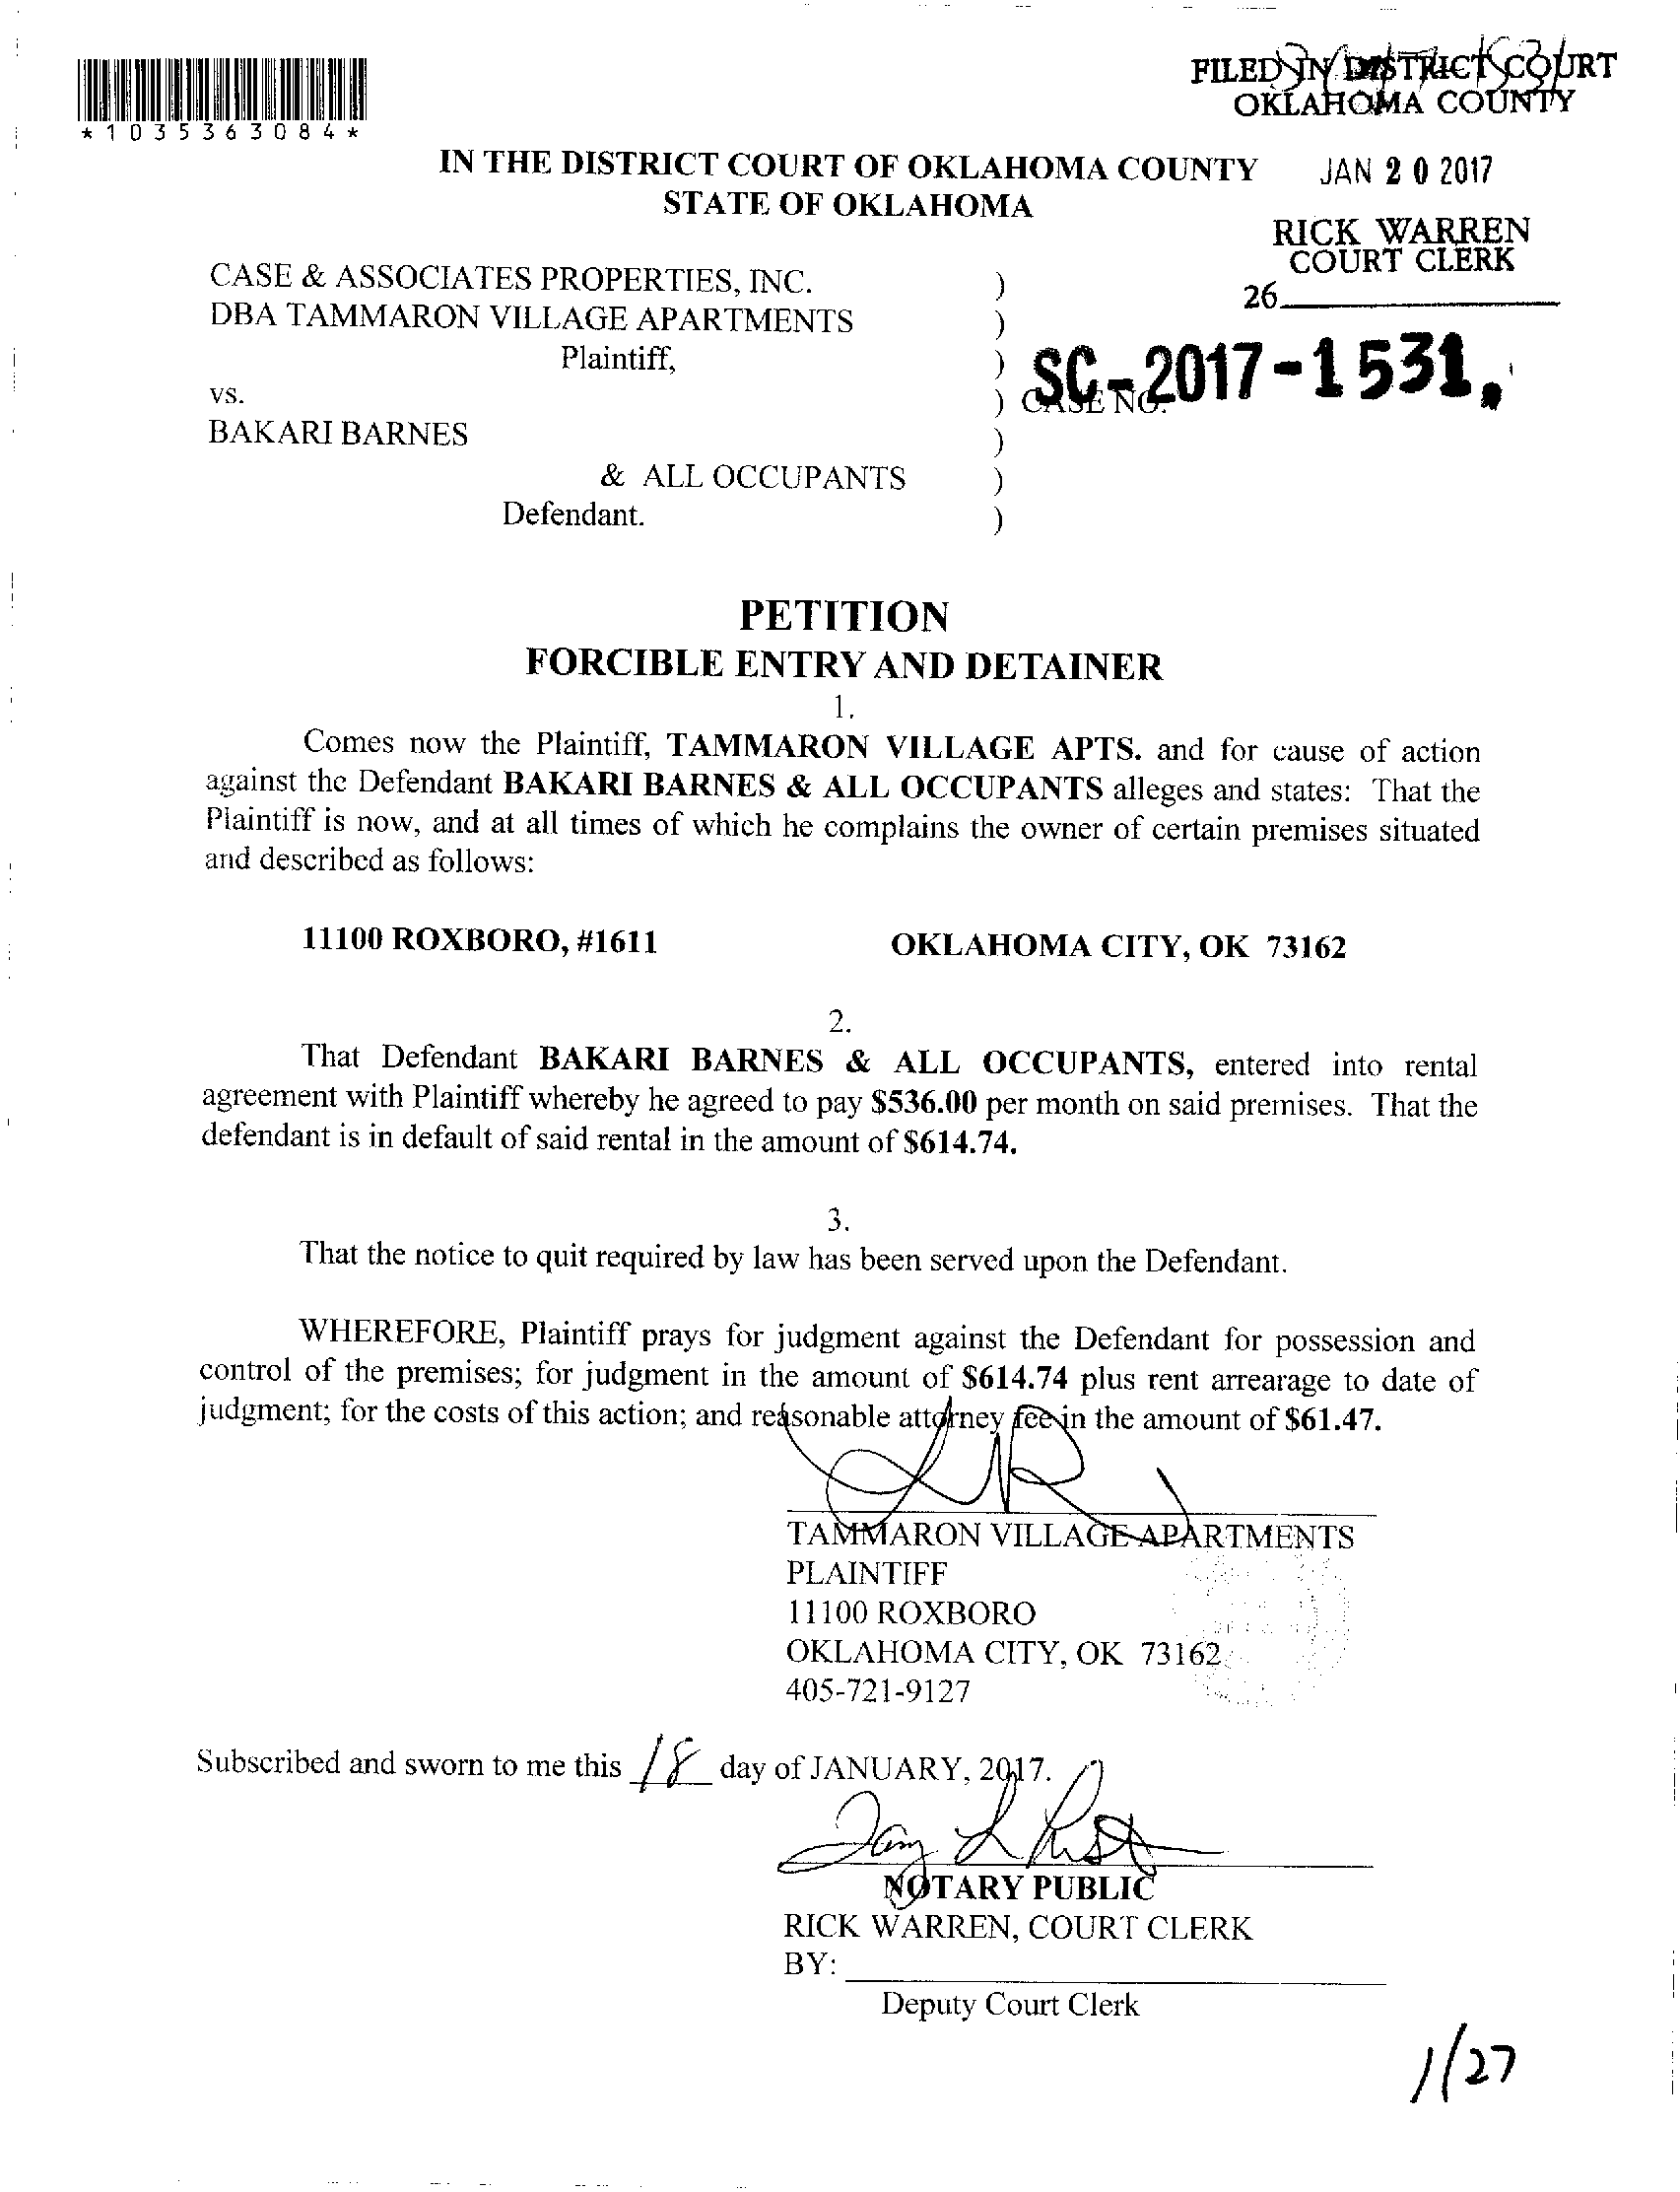 FILED IN DISTRICT COURT
OKLAHOMA COUNTY
*1035363084*
IN THE DISTRICT COURT OF OKLAHOMA COUNTY
STATE OF OKLAHOMA
JAN 20 2017
RICK WARREN
COURT CLERK
26
CASE & ASSOCIATES PROPERTIES, INC. )
DBA TAMMARON VILLAGE APARTMENTS )
Plaintiff, )
SC-2017-1531
vs. ) CASE NO.
BAKARI BARNES )
& ALL OCCUPANTS )
Defendant. )
PETITION
FORCIBLE ENTRY AND DETAINER
1.
Comes now the Plaintiff, TAMMARON VILLAGE APTS. and for cause of action
against the Defendant BAKARI BARNES & ALL OCCUPANTS alleges and states: That the
Plaintiff is now, and at all times of which he complains the owner of certain premises situated
and described as follows:
11100 ROXBORO, #1611 OKLAHOMA CITY, OK 73162
2.
That Defendant BAKARI BARNES & ALL OCCUPANTS, entered into rental
agreement with Plaintiff whereby he agreed to pay $536.00 per month on said premises. That the
defendant is in default of said rental in the amount of $614.74.
3.
That the notice to quit required by law has been served upon the Defendant.
WHEREFORE, Plaintiff prays for judgment against the Defendant for possession and
control of the premises; for judgment in the amount of $614.74 plus rent arrearage to date of
judgment; for the costs of this action; and reasonable attorney fee in the amount of $61.47.
TAMMARON VILLAGE APARTMENTS
PLAINTIFF
11100 ROXBORO
OKLAHOMA CITY, OK 73162
405-721-9127
Subscribed and sworn to me this 18 day of JANUARY, 2017.
NOTARY PUBLIC
RICK WARREN, COURT CLERK
BY:
Deputy Court Clerk
1/27